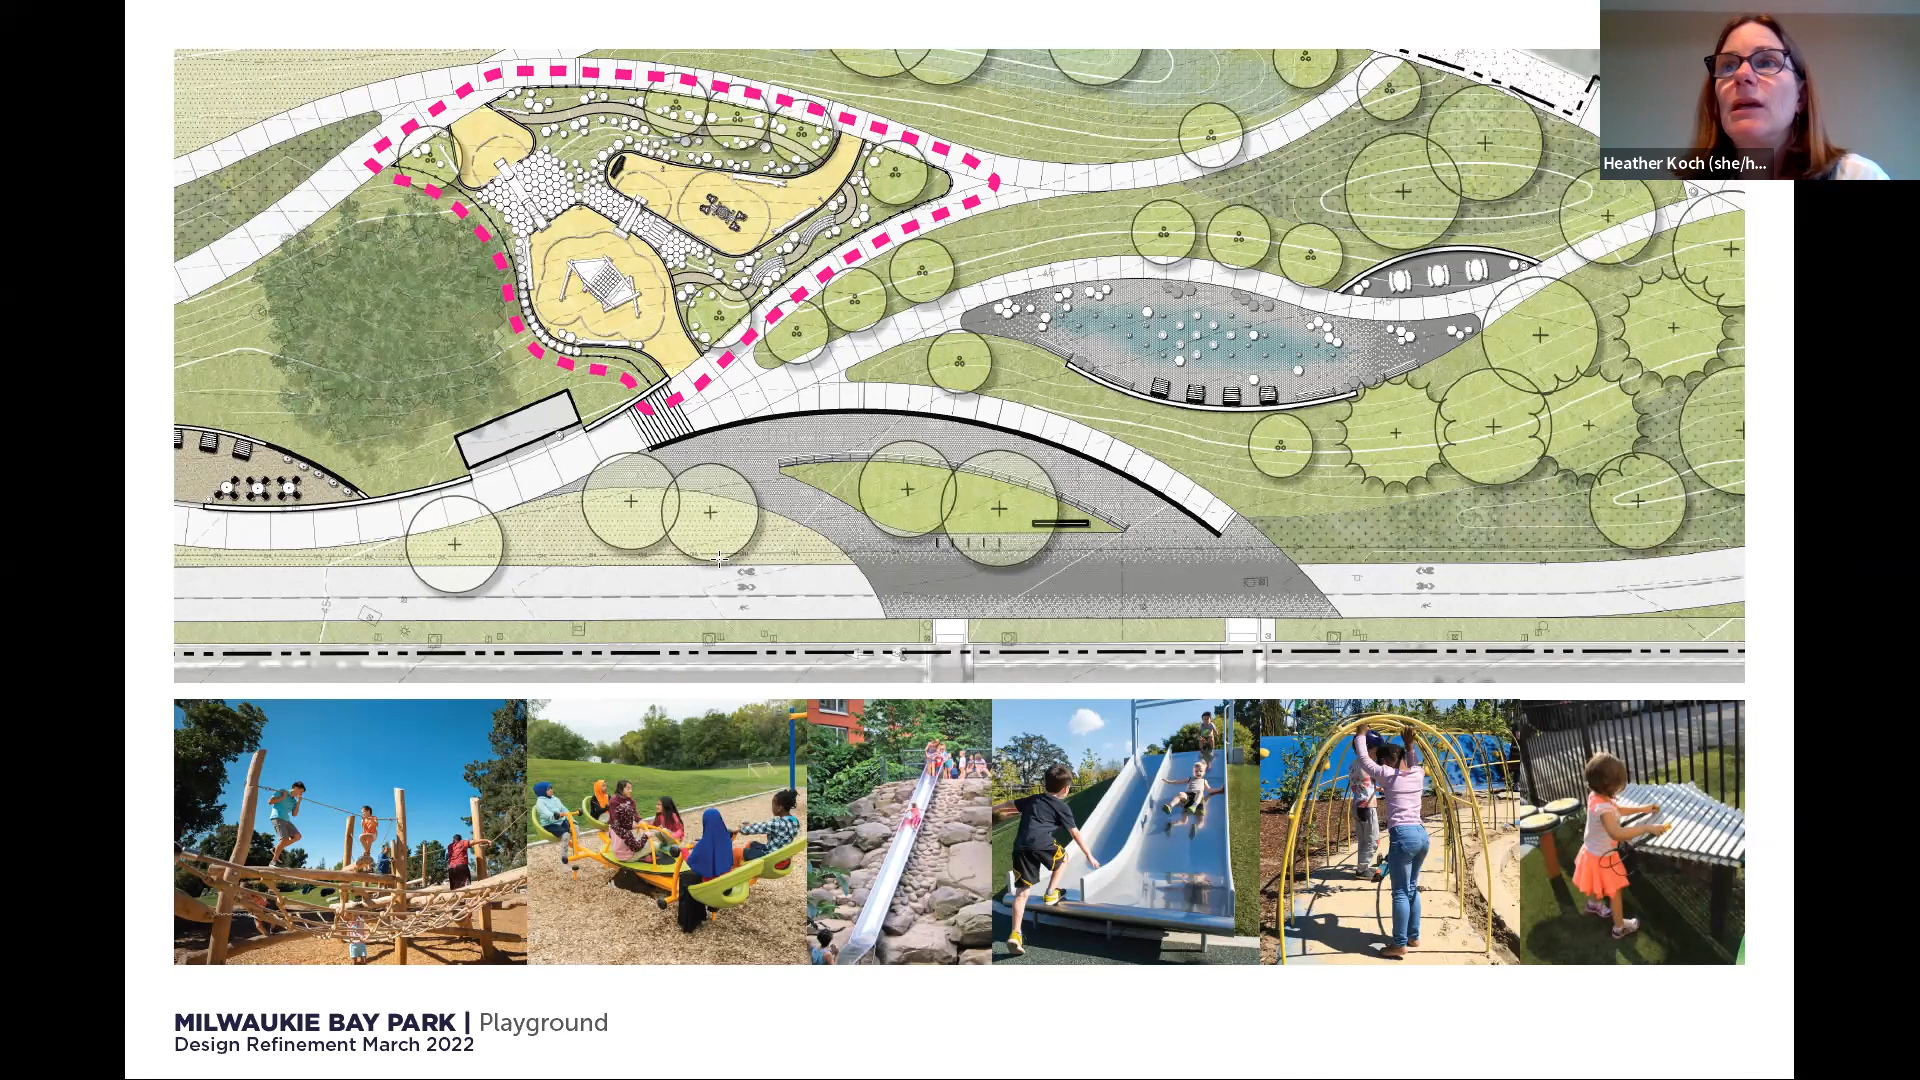 Heather Koch (she/h...
MILWAUKIE BAY PARK | Playground
Design Refinement March 2022